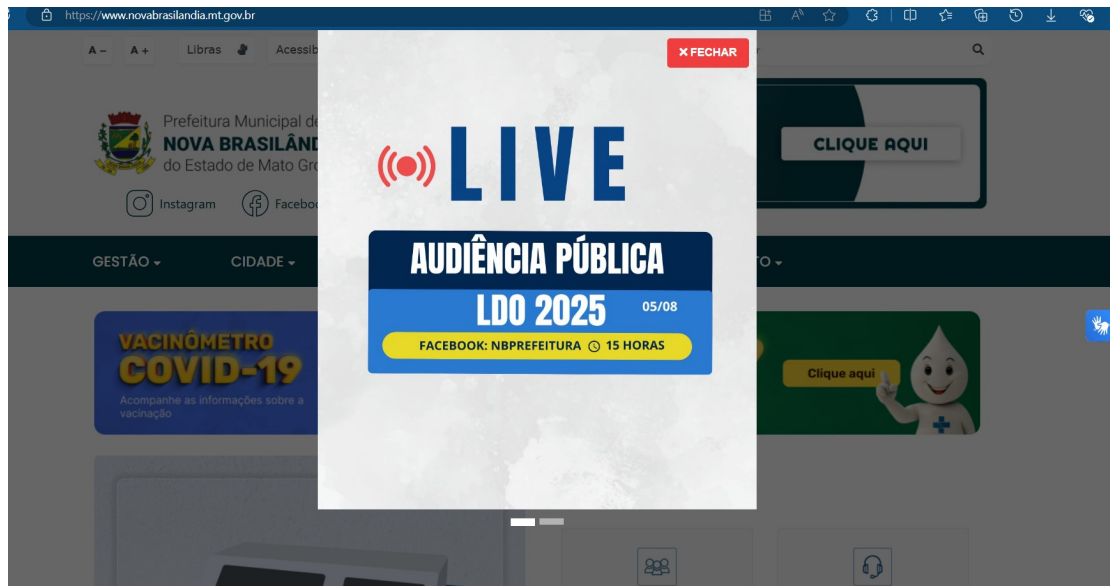 https://www.novabrasilandia.mt.gov.br
A − A + Libras Acessib
× FECHAR
Prefeitura Municipal de
NOVA BRASILÂND
do Estado de Mato Gro
Instagram Facebo
LIVE
CLIQUE AQUI
GESTÃO CIDADE TO
AUDIÊNCIA PÚBLICA
LDO 2025 05/08
FACEBOOK: NBPREFEITURA 15 HORAS
VACINÔMETRO
COVID-19
Acompanhe as informações sobre a
vacinação
Clique aqui